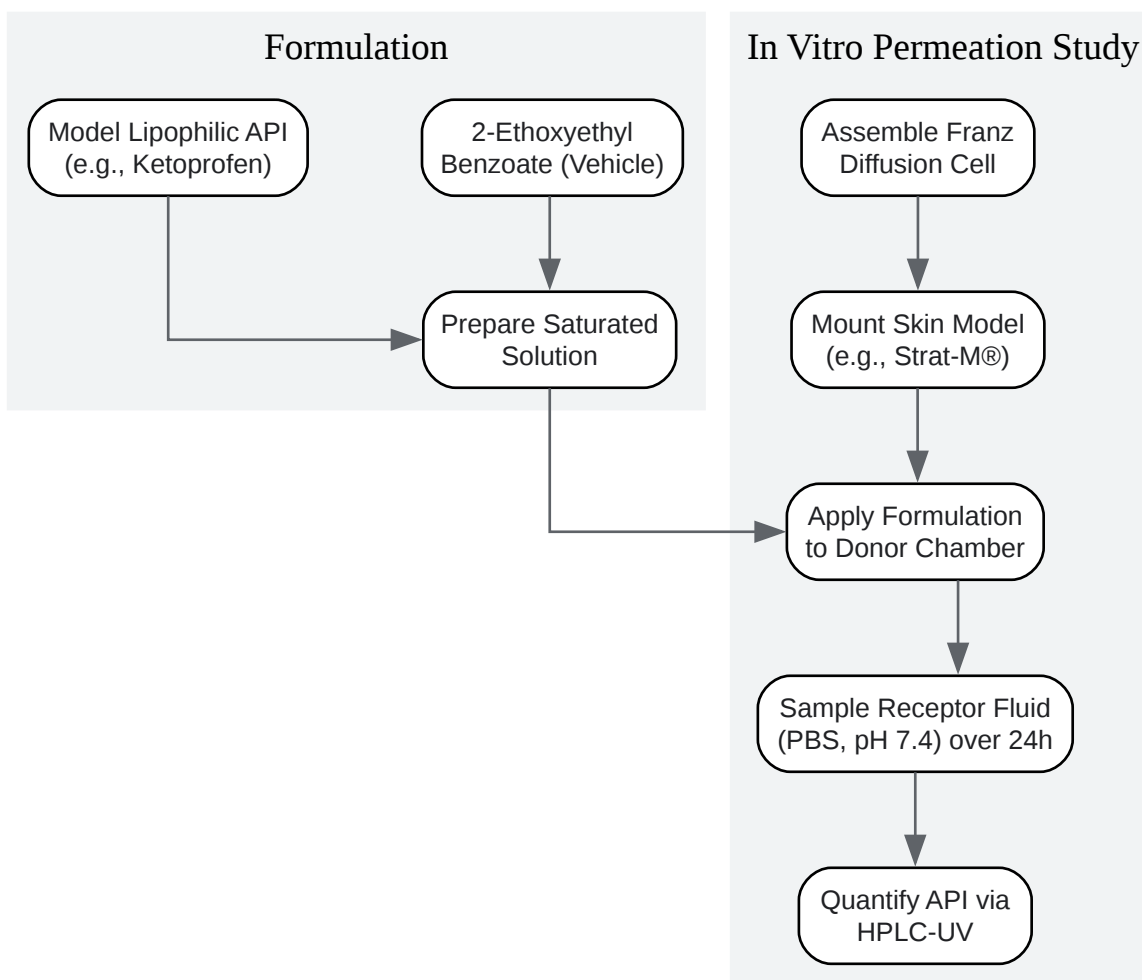 Formulation
Model Lipophilic API
(e.g., Ketoprofen)
2-Ethoxyethyl
Benzoate (Vehicle)
Prepare Saturated
Solution
In Vitro Permeation Study
Assemble Franz
Diffusion Cell
Mount Skin Model
(e.g., Strat-M®)
Apply Formulation
to Donor Chamber
Sample Receptor Fluid
(PBS, pH 7.4) over 24h
Quantify API via
HPLC-UV